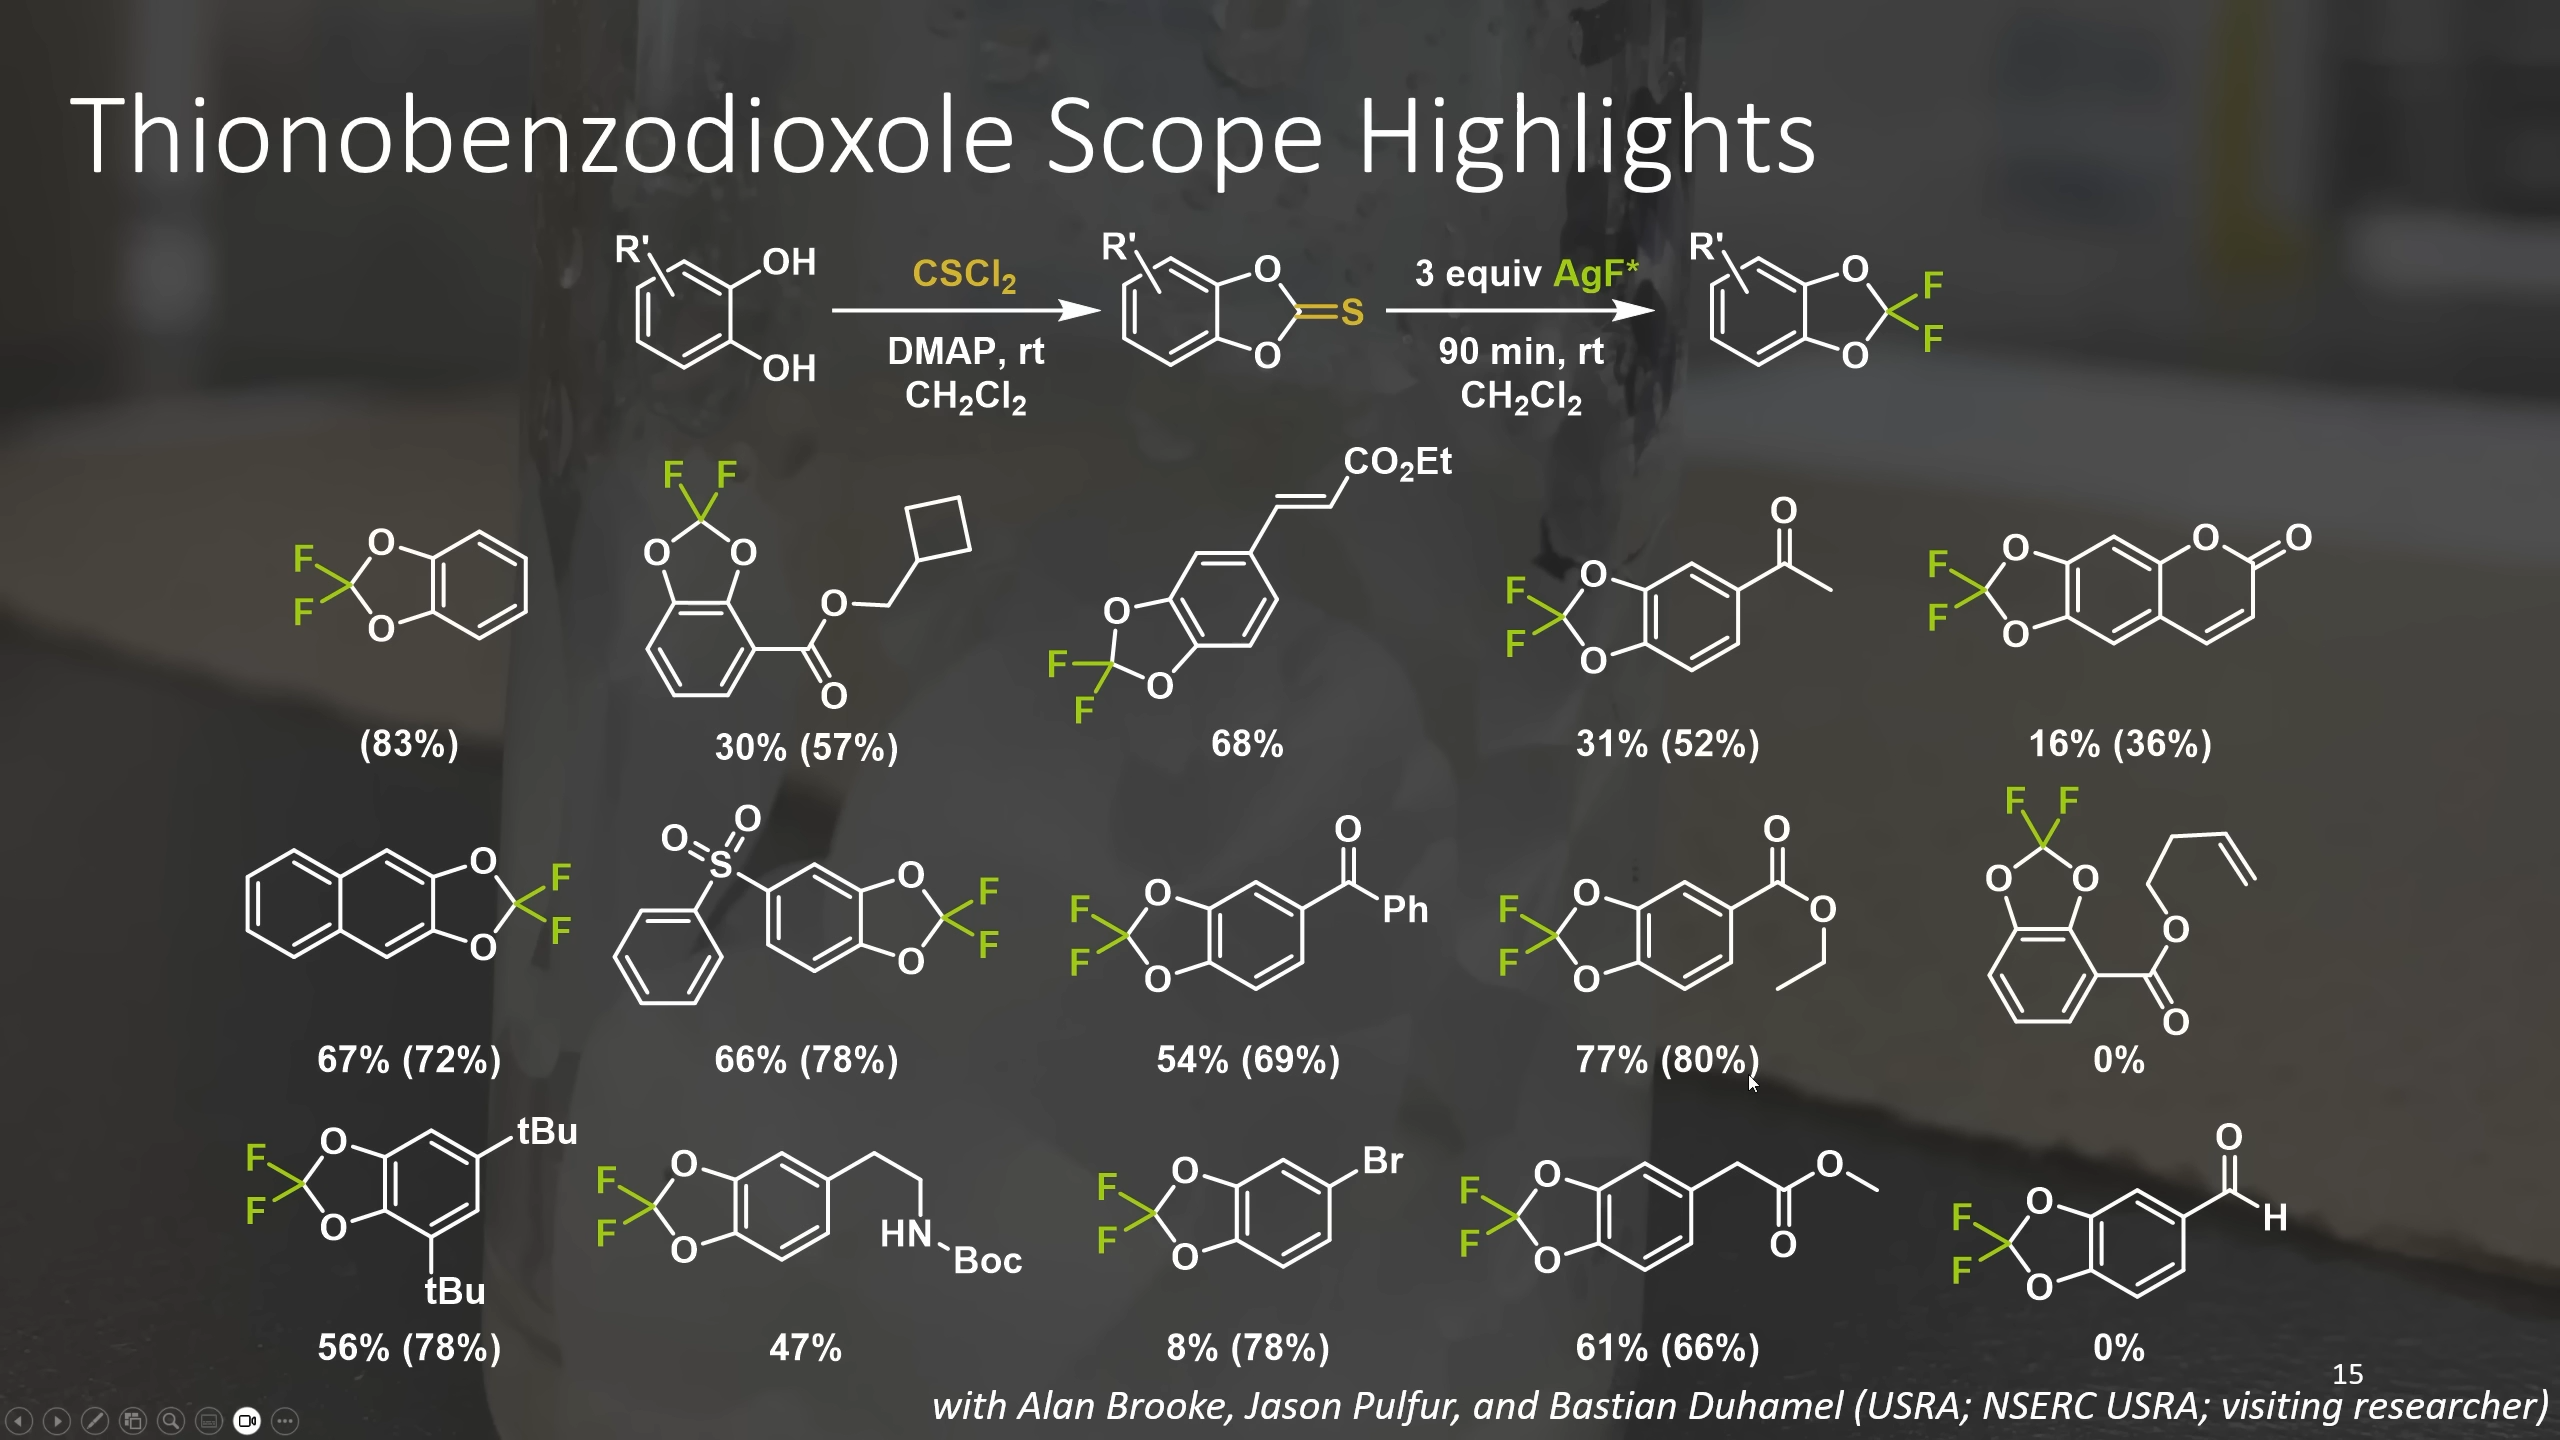 Thionobenzodioxole Scope Highlights
R'
OH
OH
CSCl₂
DMAP, rt
CH₂Cl₂
R'
O
O
S
3 equiv AgF*
90 min, rt
CH₂Cl₂
R'
O
O
F
F
F
F
O
O
(83%)
F F
O O
O
O
30% (57%)
CO₂Et
O
O
F
F
68%
O
O
O
F
F
31% (52%)
F
F
O
O
O
O
16% (36%)
O
O
F
F
67% (72%)
O
O
S
O
O
F
F
66% (78%)
O
Ph
O
O
F
F
54% (69%)
O
O
O
O
F
F
77% (80%)
F F
O O
O
O
0%
tBu
O
O
F
F
tBu
56% (78%)
O
O
F
F
HN
Boc
47%
Br
O
O
F
F
8% (78%)
O
O
O
O
F
F
61% (66%)
O
H
O
O
F
F
0%
15
with Alan Brooke, Jason Pulfur, and Bastian Duhamel (USRA; NSERC USRA; visiting researcher)